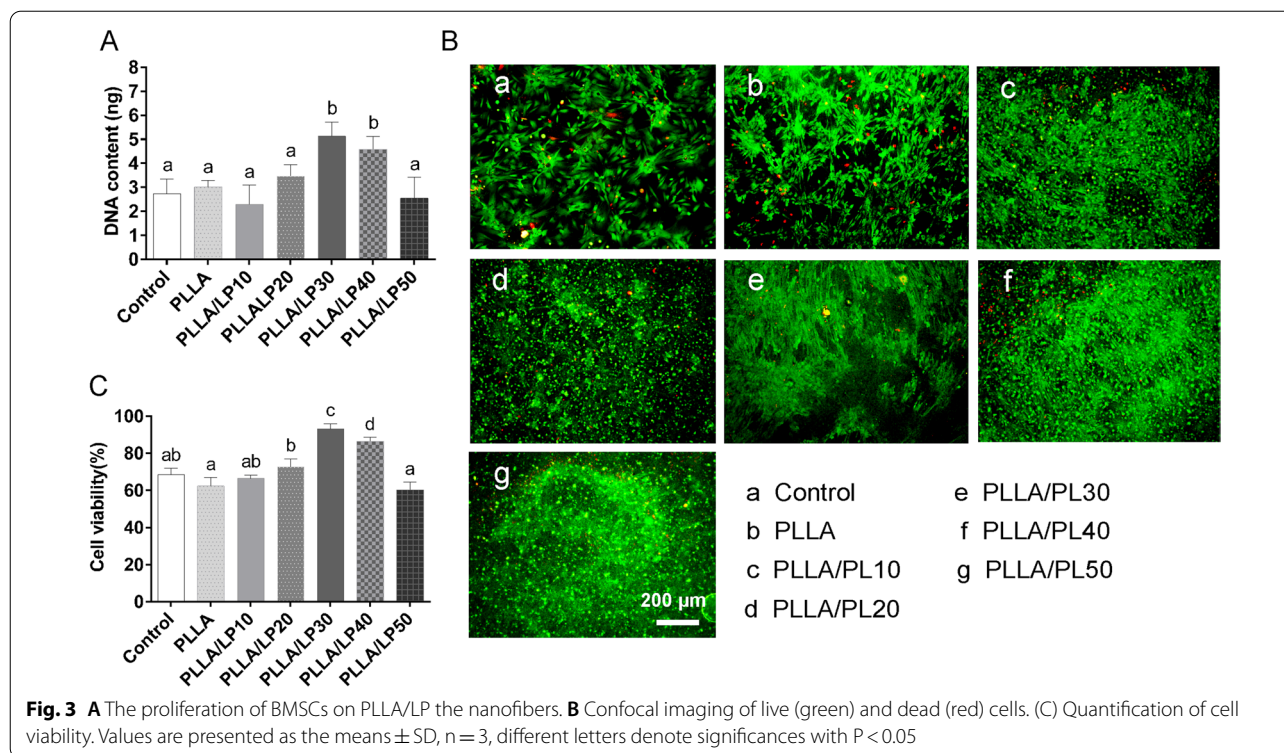 A
DNA content (ng)
8
7
6
5
4
3
2
1
0
a
a
a
a
b
b
a
Control
PLLA
PLLA/LP10
PLLALP20
PLLA/LP30
PLLA/LP40
PLLA/LP50
B
a
b
c
d
e
f
g
200 µm
a Control
b PLLA
c PLLA/PL10
d PLLA/PL20
e PLLA/PL30
f PLLA/PL40
g PLLA/PL50
C
Cell viability(%)
100
80
60
40
20
0
ab
a
ab
b
c
d
a
Control
PLLA
PLLA/LP10
PLLA/LP20
PLLA/LP30
PLLA/LP40
PLLA/LP50
Fig. 3 A The proliferation of BMSCs on PLLA/LP the nanofibers. B Confocal imaging of live (green) and dead (red) cells. (C) Quantification of cell
viability. Values are presented as the means ± SD, n = 3, different letters denote significances with P < 0.05